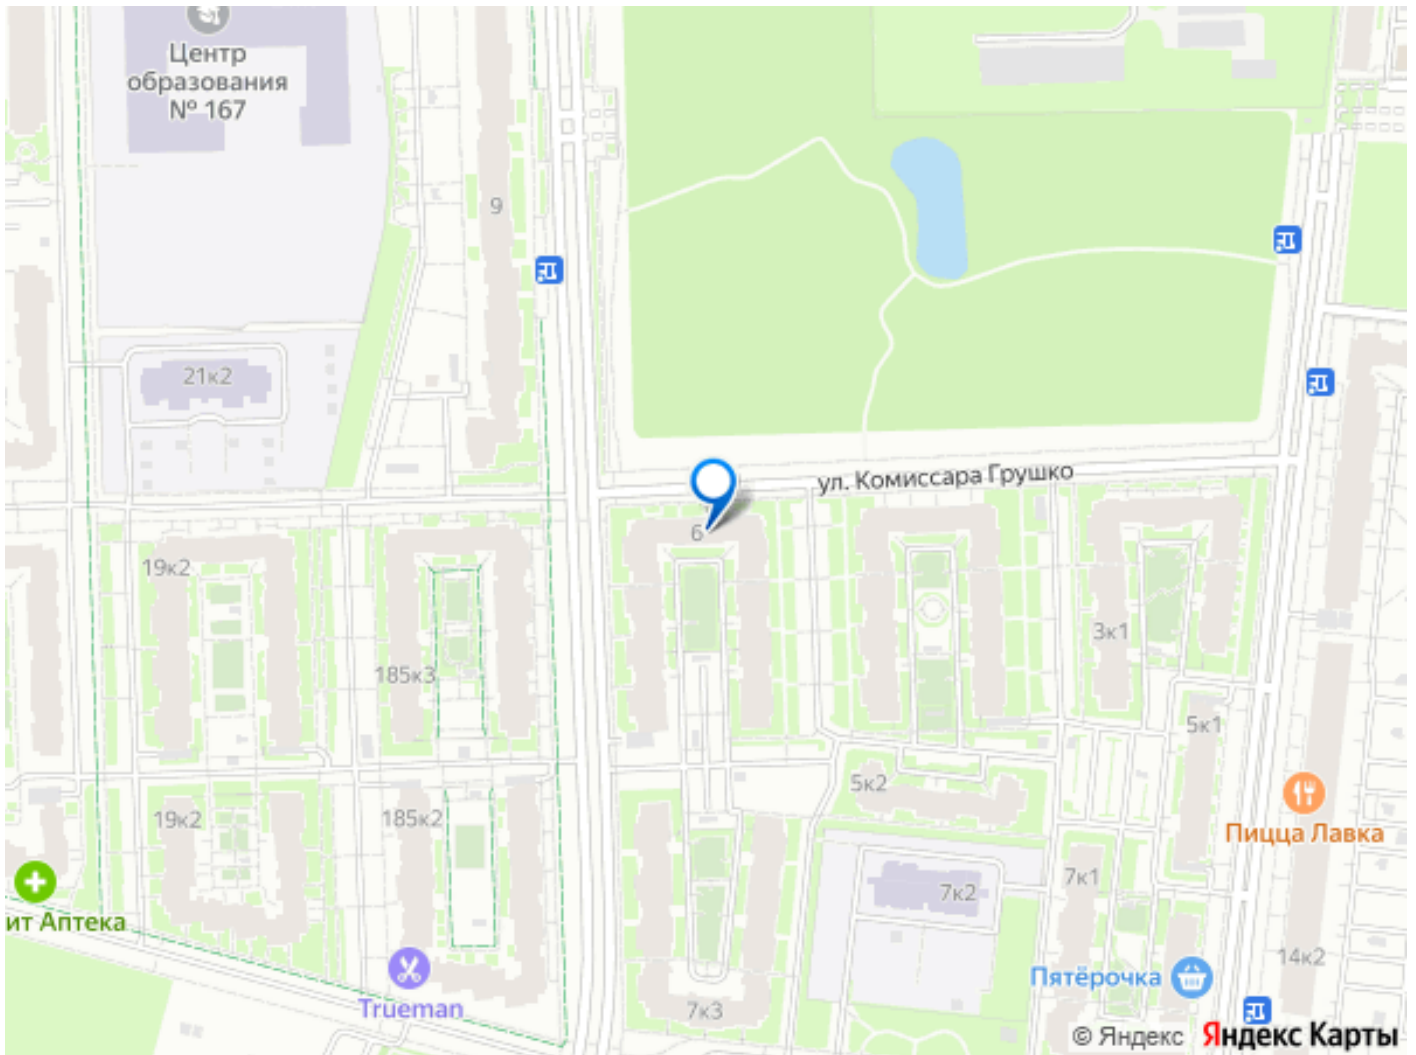 Центр
образования
№ 167
9
21к2
ул. Комиссара Грушко
6
19к2
3к1
185к3
5к1
5к2
19к2
185к2
Пицца Лавка
7к1
7к2
ит Аптека
14к2
Пятёрочка
Trueman
7к3
© Яндекс Яндекс Карты